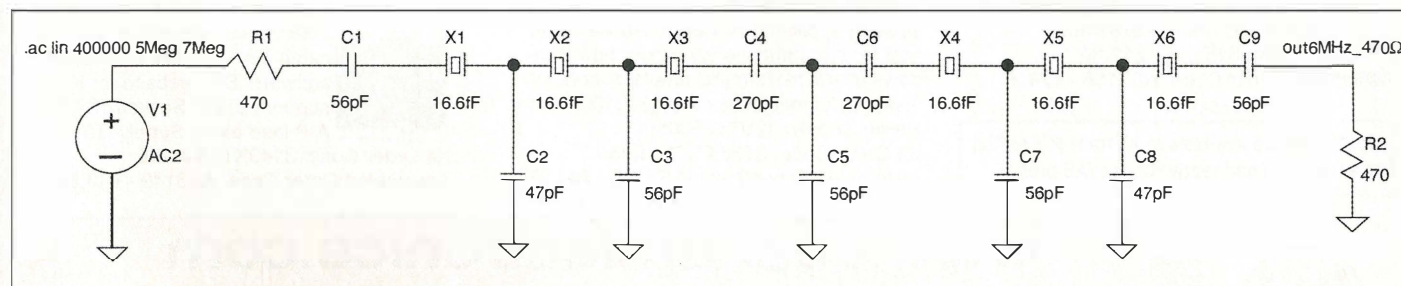 .ac lin 400000 5Meg 7Meg
R1
470
C1
56pF
X1
16.6fF
X2
16.6fF
X3
16.6fF
C4
270pF
C6
270pF
X4
16.6fF
X5
16.6fF
X6
16.6fF
C9
56pF
out6MHz_470Ω
V1
AC2
C2
47pF
C3
56pF
C5
56pF
C7
56pF
C8
47pF
R2
470